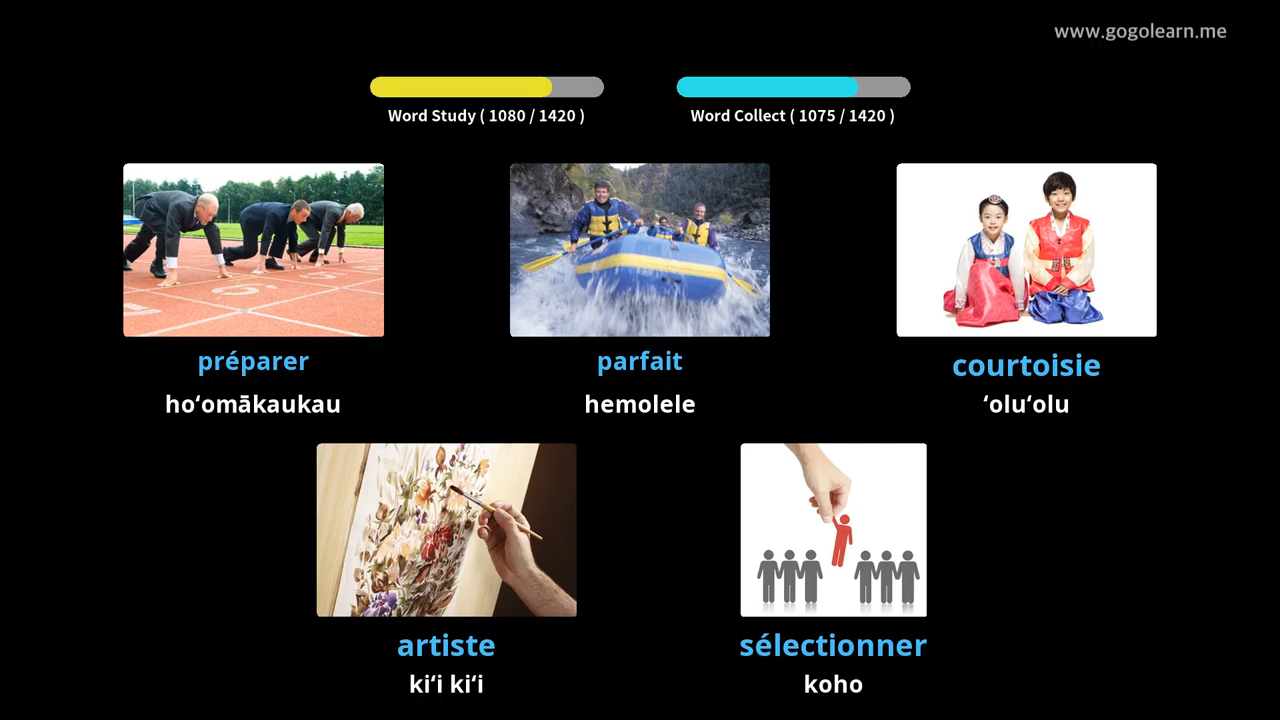 www.gogolearn.me
Word Study ( 1080 / 1420 )
Word Collect ( 1075 / 1420 )
préparer
parfait
courtoisie
hoʻomākaukau
hemolele
ʻoluʻolu
artiste
sélectionner
kiʻi kiʻi
koho